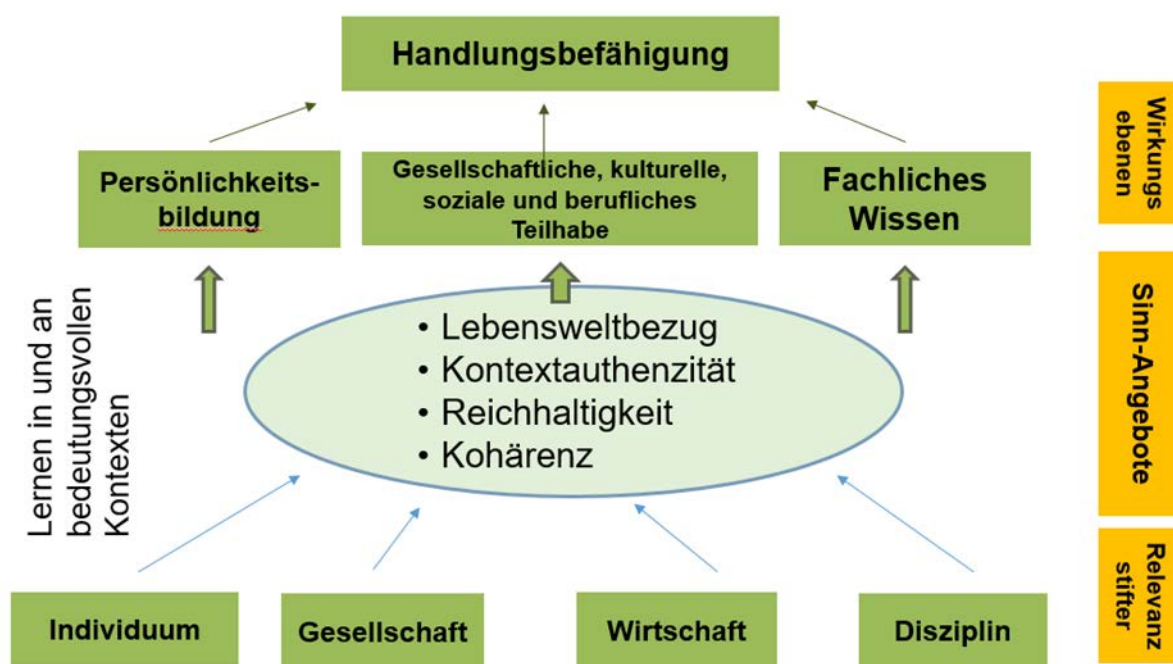 Handlungsbefähigung
Persönlichkeits-
bildung
Gesellschaftliche, kulturelle,
soziale und berufliches
Teilhabe
Fachliches
Wissen
Wirkungs
ebenen
Lernen in und an
bedeutungsvollen
Kontexten
• Lebensweltbezug
• Kontextauthenzität
• Reichhaltigkeit
• Kohärenz
Sinn-Angebote
Individuum
Gesellschaft
Wirtschaft
Disziplin
Relevanz
stifter